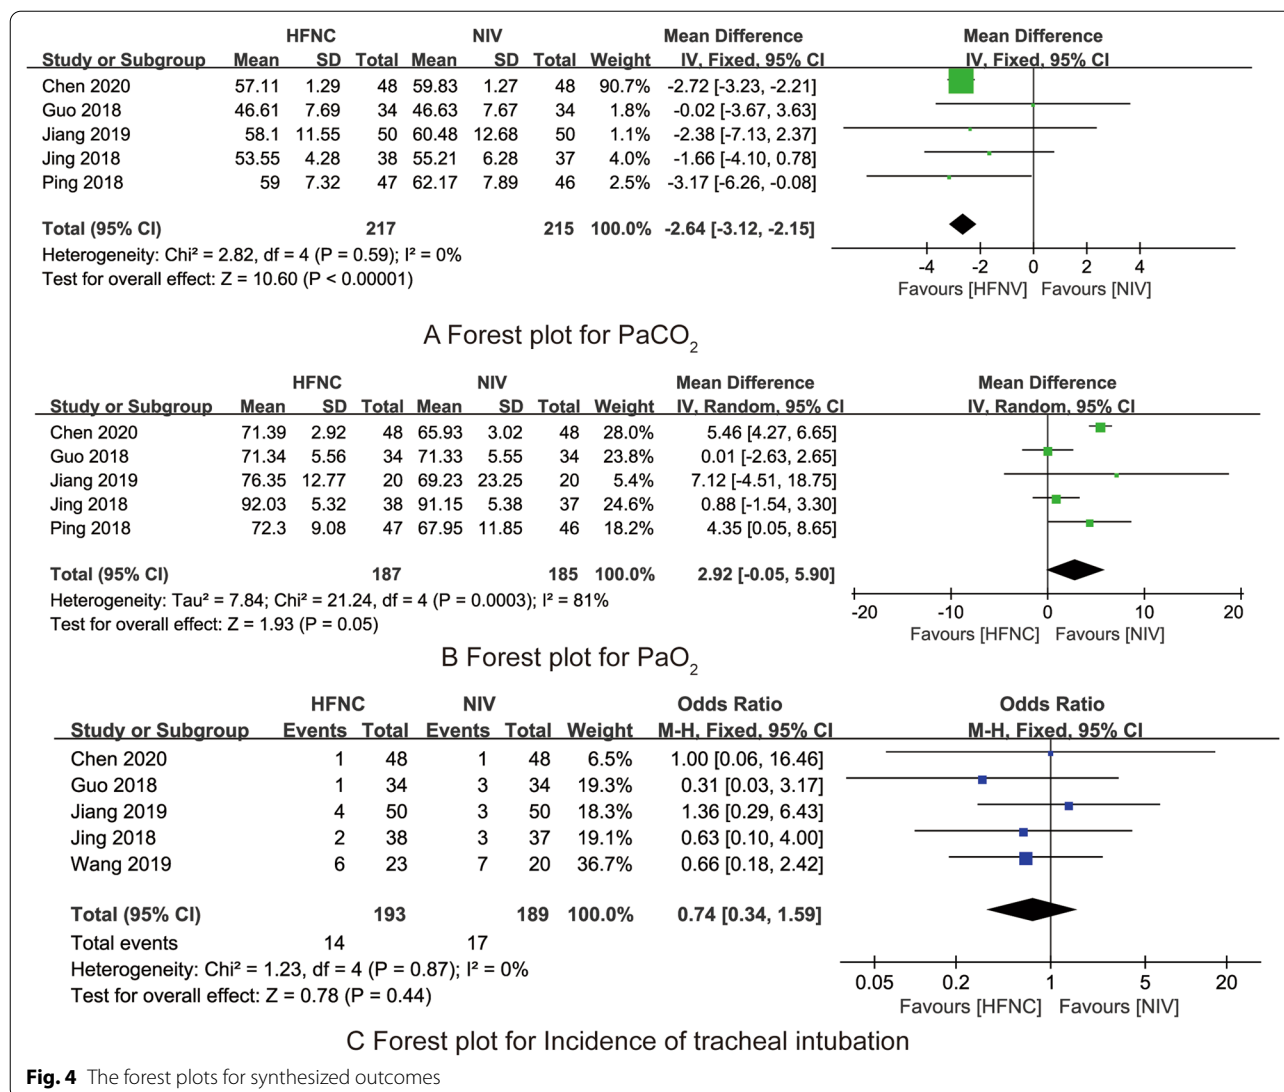 HFNC NIV Mean Difference Mean Difference
Study or Subgroup Mean SD Total Mean SD Total Weight IV, Fixed, 95% CI IV, Fixed, 95% CI
Chen 2020 57.11 1.29 48 59.83 1.27 48 90.7% -2.72 [-3.23, -2.21]
Guo 2018 46.61 7.69 34 46.63 7.67 34 1.8% -0.02 [-3.67, 3.63]
Jiang 2019 58.1 11.55 50 60.48 12.68 50 1.1% -2.38 [-7.13, 2.37]
Jing 2018 53.55 4.28 38 55.21 6.28 37 4.0% -1.66 [-4.10, 0.78]
Ping 2018 59 7.32 47 62.17 7.89 46 2.5% -3.17 [-6.26, -0.08]
Total (95% CI) 217 215 100.0% -2.64 [-3.12, -2.15]
Heterogeneity: Chi² = 2.82, df = 4 (P = 0.59); I² = 0%
Test for overall effect: Z = 10.60 (P < 0.00001)
-4 -2 0 2 4
Favours [HFNV] Favours [NIV]
A Forest plot for PaCO₂
HFNC NIV Mean Difference Mean Difference
Study or Subgroup Mean SD Total Mean SD Total Weight IV, Random, 95% CI IV, Random, 95% CI
Chen 2020 71.39 2.92 48 65.93 3.02 48 28.0% 5.46 [4.27, 6.65]
Guo 2018 71.34 5.56 34 71.33 5.55 34 23.8% 0.01 [-2.63, 2.65]
Jiang 2019 76.35 12.77 20 69.23 23.25 20 5.4% 7.12 [-4.51, 18.75]
Jing 2018 92.03 5.32 38 91.15 5.38 37 24.6% 0.88 [-1.54, 3.30]
Ping 2018 72.3 9.08 47 67.95 11.85 46 18.2% 4.35 [0.05, 8.65]
Total (95% CI) 187 185 100.0% 2.92 [-0.05, 5.90]
Heterogeneity: Tau² = 7.84; Chi² = 21.24, df = 4 (P = 0.0003); I² = 81%
Test for overall effect: Z = 1.93 (P = 0.05)
-20 -10 0 10 20
Favours [HFNC] Favours [NIV]
B Forest plot for PaO₂
HFNC NIV Odds Ratio Odds Ratio
Study or Subgroup Events Total Events Total Weight M-H, Fixed, 95% CI M-H, Fixed, 95% CI
Chen 2020 1 48 1 48 6.5% 1.00 [0.06, 16.46]
Guo 2018 1 34 3 34 19.3% 0.31 [0.03, 3.17]
Jiang 2019 4 50 3 50 18.3% 1.36 [0.29, 6.43]
Jing 2018 2 38 3 37 19.1% 0.63 [0.10, 4.00]
Wang 2019 6 23 7 20 36.7% 0.66 [0.18, 2.42]
Total (95% CI) 193 189 100.0% 0.74 [0.34, 1.59]
Total events 14 17
Heterogeneity: Chi² = 1.23, df = 4 (P = 0.87); I² = 0%
Test for overall effect: Z = 0.78 (P = 0.44)
0.05 0.2 1 5 20
Favours [HFNC] Favours [NIV]
C Forest plot for Incidence of tracheal intubation
Fig. 4 The forest plots for synthesized outcomes